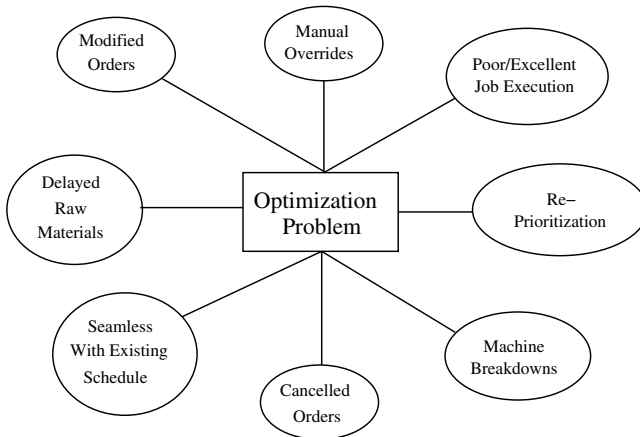 Modified
Orders
Manual
Overrides
Poor/Excellent
Job Execution
Delayed
Raw
Materials
Optimization
Problem
Re-
Prioritization
Seamless
With Existing
Schedule
Cancelled
Orders
Machine
Breakdowns